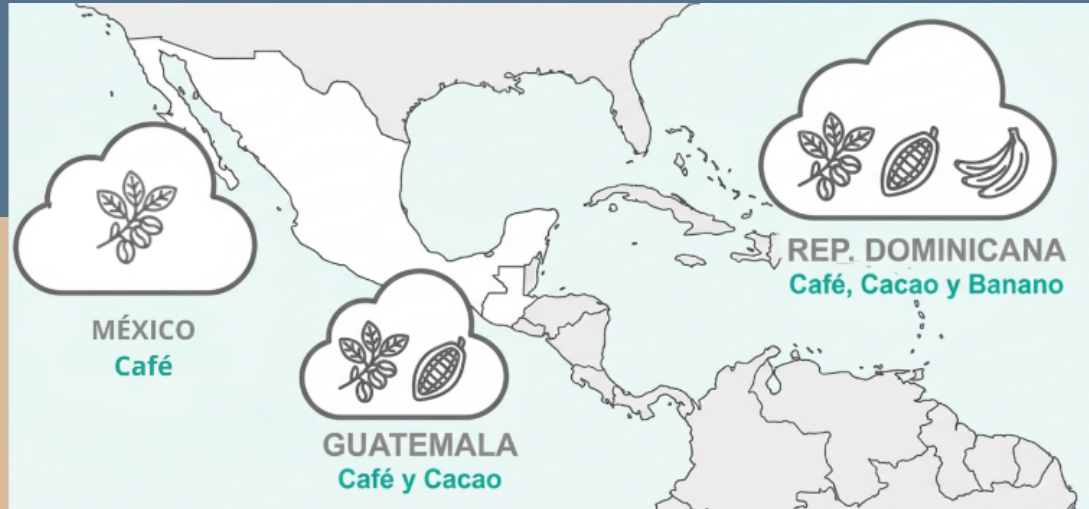 MÉXICO
Café
GUATEMALA
Café y Cacao
REP. DOMINICANA
Café, Cacao y Banano